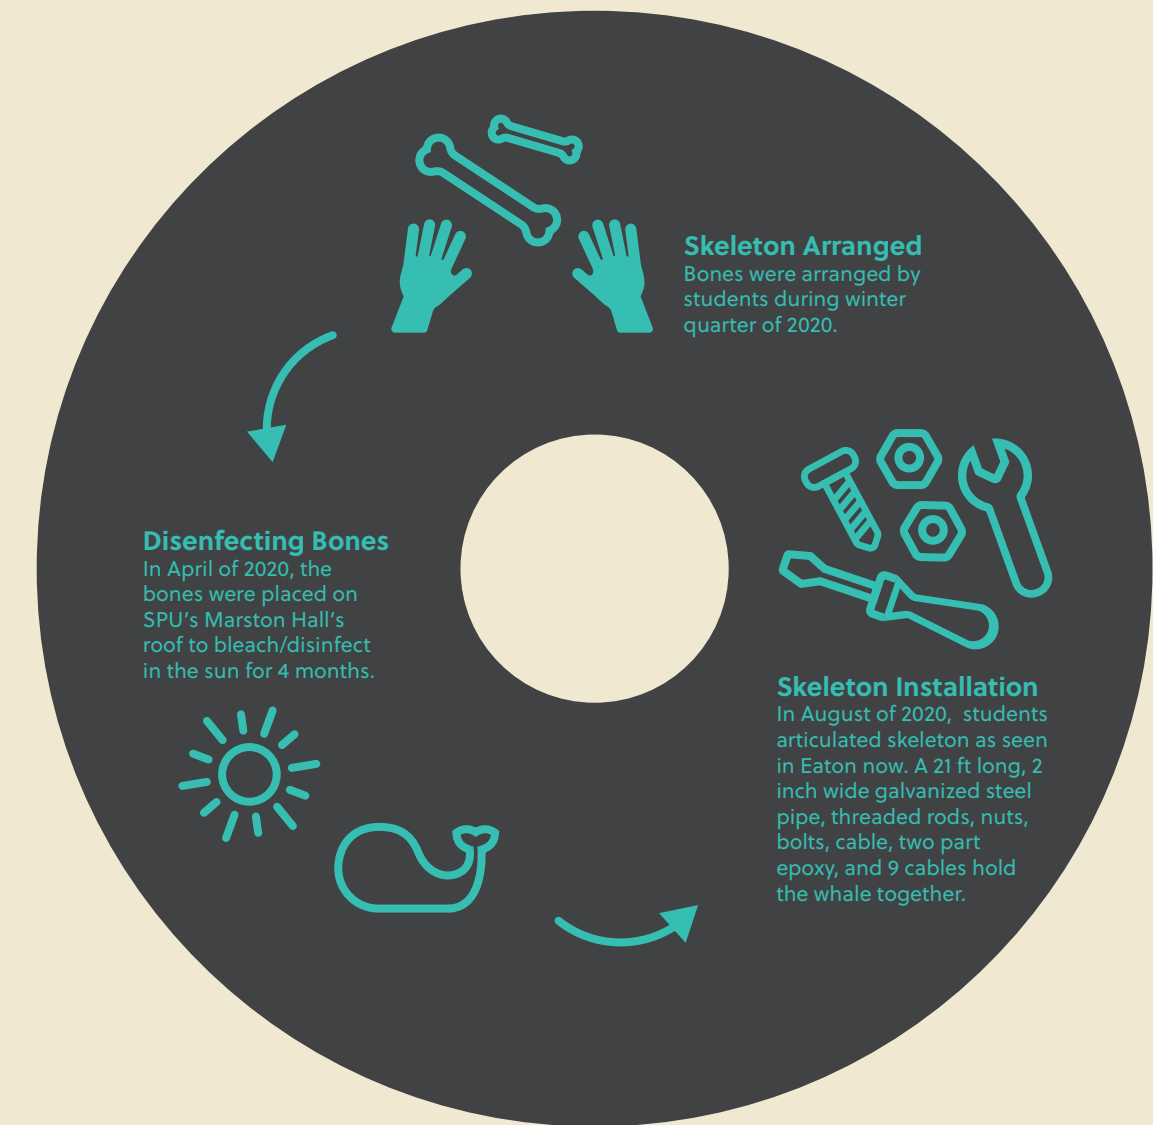 Skeleton Arranged
Bones were arranged by
students during winter
quarter of 2020.
Disenfecting Bones
In April of 2020, the
bones were placed on
SPU's Marston Hall's
roof to bleach/disinfect
in the sun for 4 months.
Skeleton Installation
In August of 2020,  students
articulated skeleton as seen
in Eaton now. A 21 ft long, 2
inch wide galvanized steel
pipe, threaded rods, nuts,
bolts, cable, two part
epoxy, and 9 cables hold
the whale together.